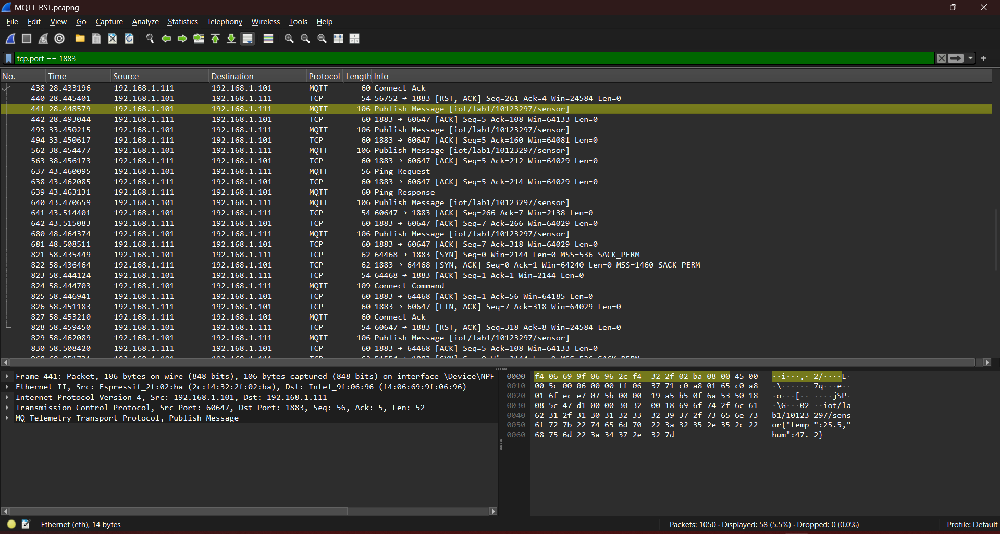 MQTT_RST.pcapng
File Edit View Go Capture Analyze Statistics Telephony Wireless Tools Help
tcp.port == 1883
No. Time Source Destination Protocol Length Info
438 28.433196 192.168.1.111 192.168.1.101 MQTT 60 Connect Ack
440 28.445401 192.168.1.101 192.168.1.111 TCP 54 56752 → 1883 [RST, ACK] Seq=261 Ack=4 Win=24584 Len=0
441 28.448579 192.168.1.101 192.168.1.111 MQTT 106 Publish Message [iot/lab1/10123297/sensor]
442 28.493044 192.168.1.111 192.168.1.101 TCP 60 1883 → 60647 [ACK] Seq=5 Ack=108 Win=64133 Len=0
493 33.450215 192.168.1.101 192.168.1.111 MQTT 106 Publish Message [iot/lab1/10123297/sensor]
494 33.450617 192.168.1.111 192.168.1.101 TCP 60 1883 → 60647 [ACK] Seq=5 Ack=160 Win=64081 Len=0
562 38.454477 192.168.1.101 192.168.1.111 MQTT 106 Publish Message [iot/lab1/10123297/sensor]
563 38.456173 192.168.1.111 192.168.1.101 TCP 60 1883 → 60647 [ACK] Seq=5 Ack=212 Win=64029 Len=0
637 43.460095 192.168.1.101 192.168.1.111 MQTT 56 Ping Request
638 43.462085 192.168.1.111 192.168.1.101 TCP 60 1883 → 60647 [ACK] Seq=5 Ack=214 Win=64029 Len=0
639 43.463131 192.168.1.111 192.168.1.101 MQTT 60 Ping Response
640 43.470659 192.168.1.101 192.168.1.111 MQTT 106 Publish Message [iot/lab1/10123297/sensor]
641 43.514401 192.168.1.101 192.168.1.111 TCP 54 60647 → 1883 [ACK] Seq=266 Ack=7 Win=2138 Len=0
642 43.515083 192.168.1.111 192.168.1.101 TCP 60 1883 → 60647 [ACK] Seq=7 Ack=266 Win=64029 Len=0
680 48.464374 192.168.1.101 192.168.1.111 MQTT 106 Publish Message [iot/lab1/10123297/sensor]
681 48.508511 192.168.1.111 192.168.1.101 TCP 60 1883 → 60647 [ACK] Seq=7 Ack=318 Win=64029 Len=0
821 58.435449 192.168.1.101 192.168.1.111 TCP 62 64468 → 1883 [SYN] Seq=0 Win=2144 Len=0 MSS=536 SACK_PERM
822 58.436464 192.168.1.111 192.168.1.101 TCP 62 1883 → 64468 [SYN, ACK] Seq=0 Ack=1 Win=64240 Len=0 MSS=1460 SACK_PERM
823 58.444124 192.168.1.101 192.168.1.111 TCP 54 64468 → 1883 [ACK] Seq=1 Ack=1 Win=2144 Len=0
824 58.444703 192.168.1.101 192.168.1.111 MQTT 109 Connect Command
825 58.446941 192.168.1.111 192.168.1.101 TCP 60 1883 → 64468 [ACK] Seq=1 Ack=56 Win=64185 Len=0
826 58.451183 192.168.1.111 192.168.1.101 TCP 60 1883 → 60647 [FIN, ACK] Seq=7 Ack=318 Win=64029 Len=0
827 58.453210 192.168.1.111 192.168.1.101 MQTT 60 Connect Ack
828 58.459450 192.168.1.101 192.168.1.111 TCP 54 60647 → 1883 [RST, ACK] Seq=318 Ack=8 Win=24584 Len=0
829 58.462089 192.168.1.101 192.168.1.111 MQTT 106 Publish Message [iot/lab1/10123297/sensor]
830 58.508420 192.168.1.111 192.168.1.101 TCP 60 1883 → 64468 [ACK] Seq=5 Ack=108 Win=64133 Len=0
Frame 441: Packet, 106 bytes on wire (848 bits), 106 bytes captured (848 bits) on interface \Device\NPF_
Ethernet II, Src: Espressif_2f:02:ba (2c:f4:32:2f:02:ba), Dst: Intel_9f:06:96 (f4:06:69:9f:06:96)
Internet Protocol Version 4, Src: 192.168.1.101, Dst: 192.168.1.111
Transmission Control Protocol, Src Port: 60647, Dst Port: 1883, Seq: 56, Ack: 5, Len: 52
MQ Telemetry Transport Protocol, Publish Message
0000 f4 06 69 9f 06 96 2c f4 32 2f 02 ba 08 00 45 00 ··i···,· 2/····E·
0010 00 5c 00 06 00 00 ff 06 37 71 c0 a8 01 65 c0 a8 ·\······ 7q···e··
0020 01 6f ec e7 07 5b 00 00 19 a5 b5 0f 6a 53 50 18 ·o···[·· ····jSP·
0030 08 5c 47 d1 00 00 30 32 00 18 69 6f 74 2f 6c 61 ·\G···02 ··iot/la
0040 62 31 2f 31 30 31 32 33 32 39 37 2f 73 65 6e 73 b1/10123 297/sens
0050 6f 72 7b 22 74 65 6d 70 22 3a 32 35 2e 35 2c 22 or{"temp ":25.5,"
0060 68 75 6d 22 3a 34 37 2e 32 7d hum":47. 2}
Ethernet (eth), 14 bytes
Packets: 1050 · Displayed: 58 (5.5%) · Dropped: 0 (0.0%)
Profile: Default